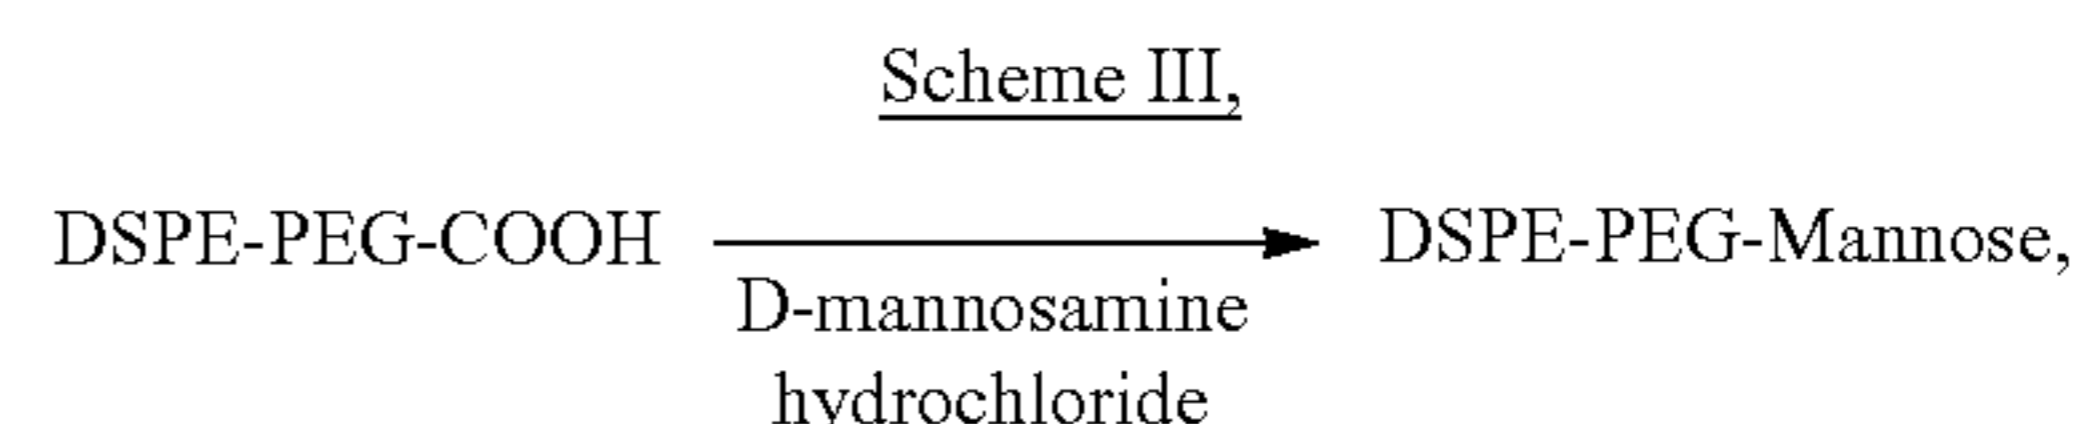 Scheme III,
DSPE-PEG-COOH DSPE-PEG-Mannose,
D-mannosamine
hydrochloride